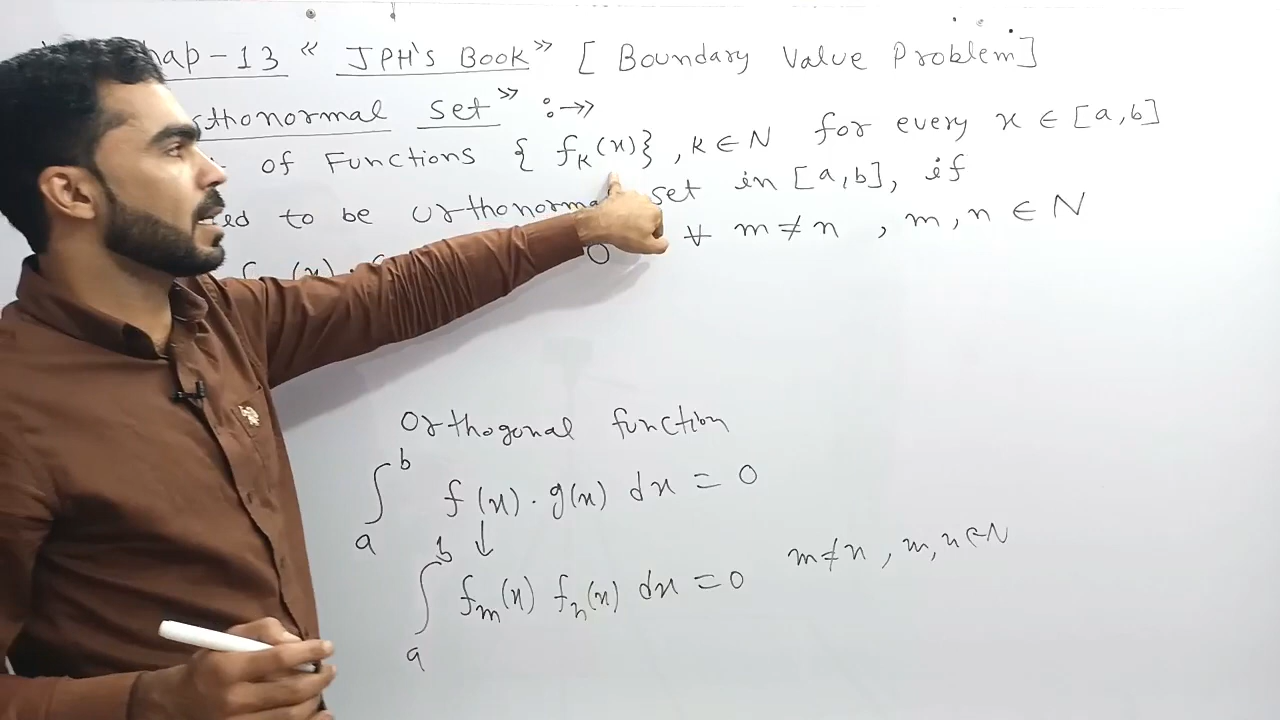 hap-13 “ JPH's Book” [ Boundary Value Problem]
rthonormal Set” :→
of Functions { fₖ(x)} , k ∈ N for every x ∈ [a,b]
to be Orthonorma set in [a,b], if
0 ∀ m≠n , m, n ∈ N
Orthogonal function
∫ₐᵇ f(x) · g(x) dx = 0
↓
∫ₐᵇ fₘ(x) fₙ(x) dx = 0 m≠n , m, n ∈ N